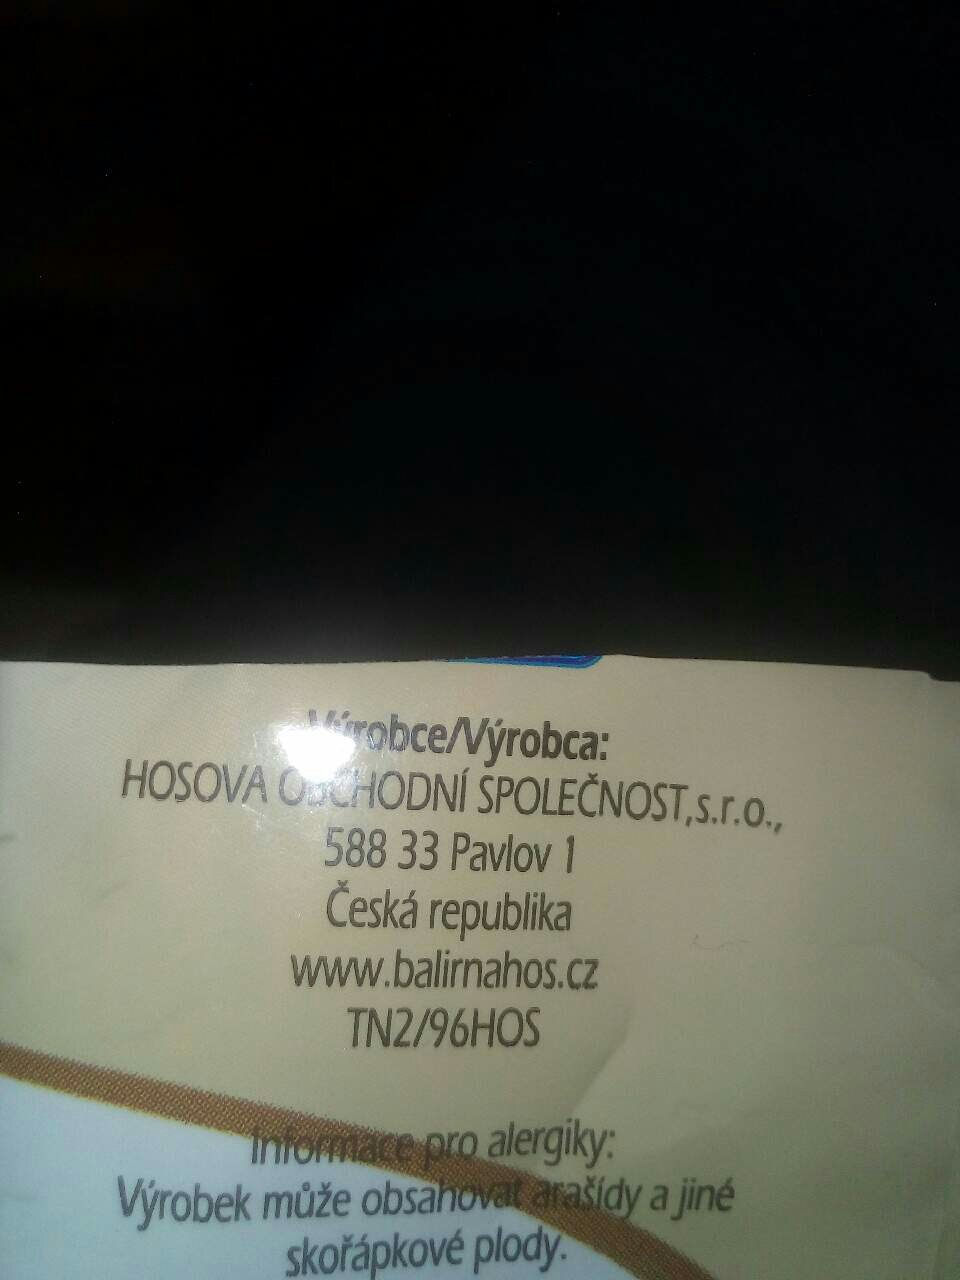 Výrobce/Výrobca:
HOSOVA OBCHODNÍ SPOLEČNOST,s.r.o.,
588 33 Pavlov 1
Česká republika
www.balirnahos.cz
TN2/96HOS
Informace pro alergiky:
Výrobek může obsahovat arašídy a jiné
skořápkové plody.